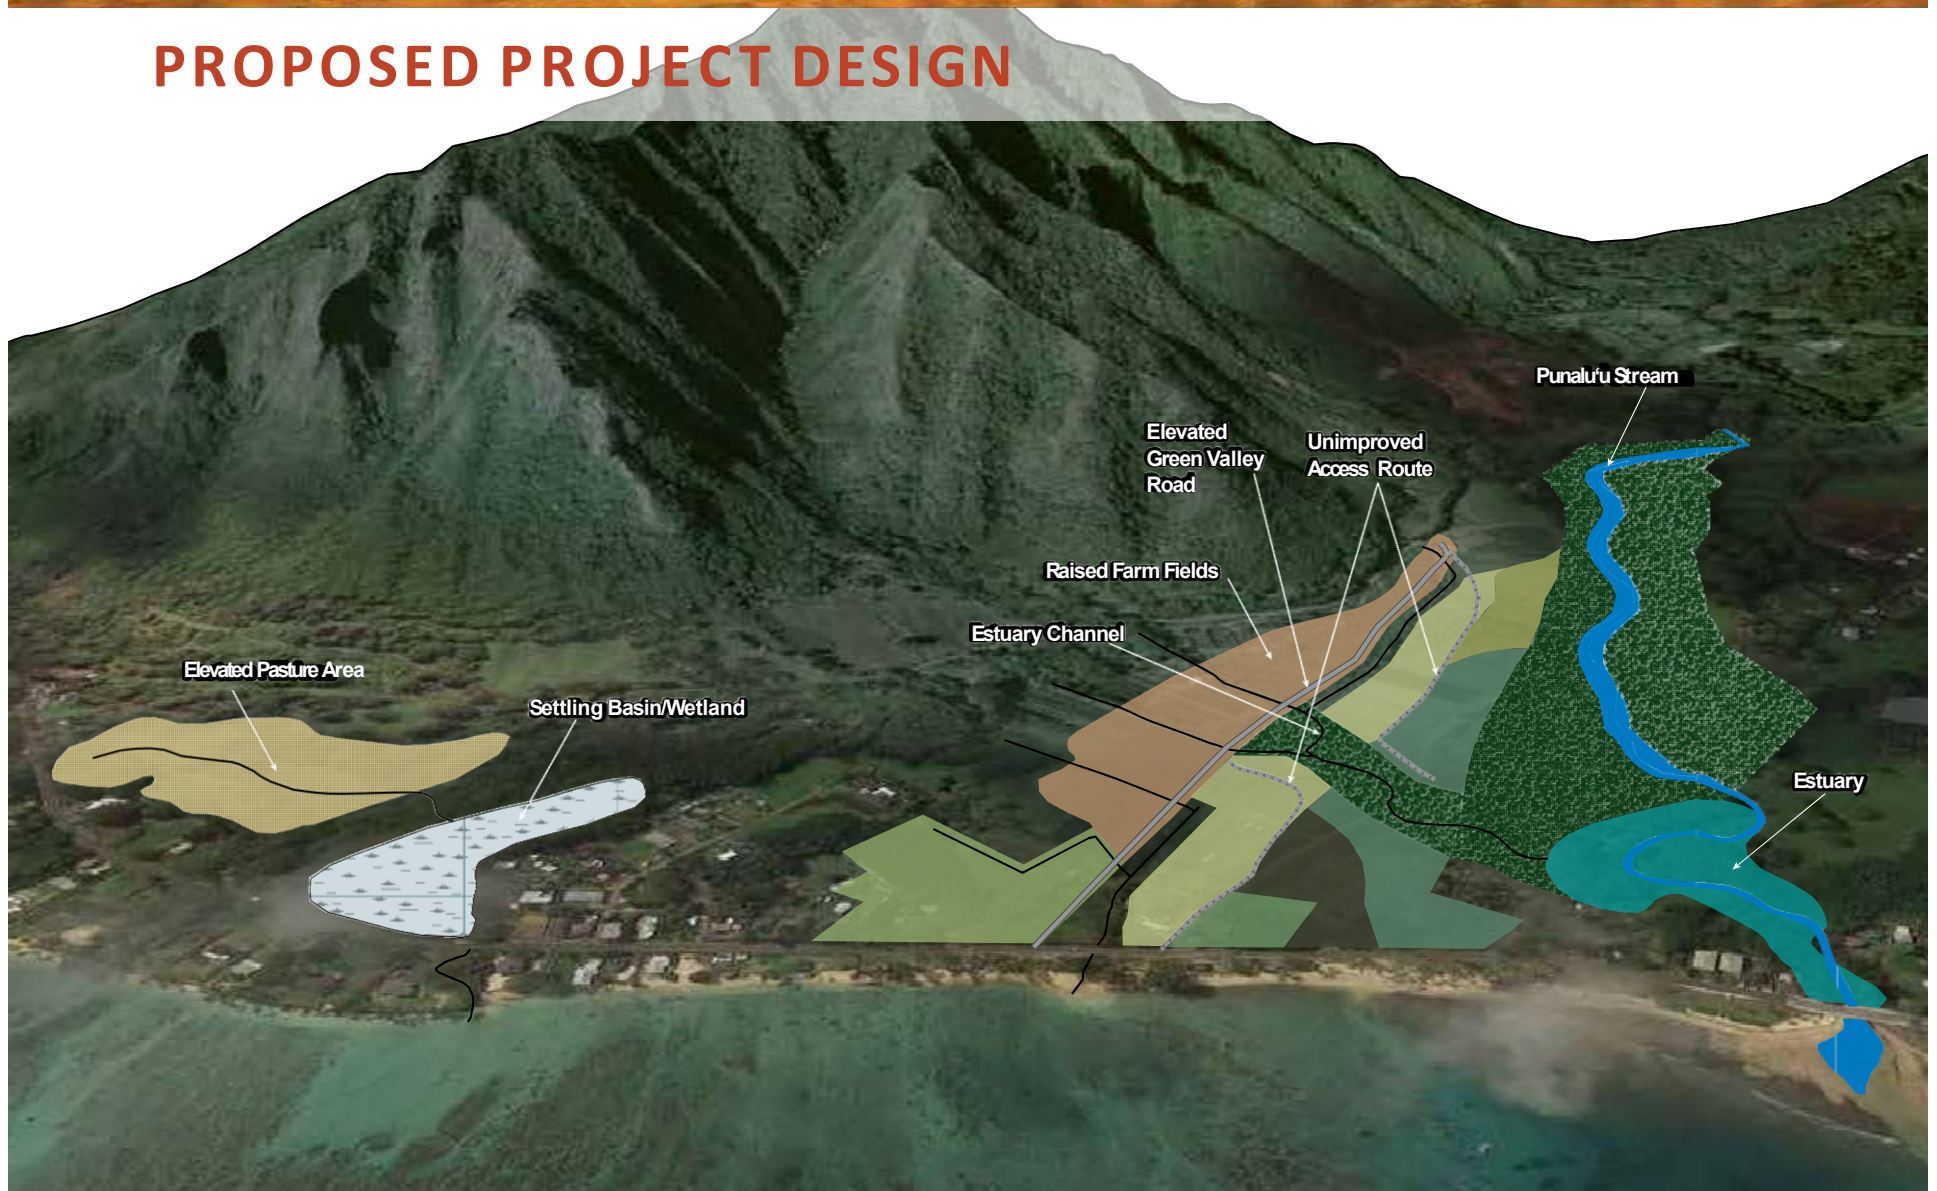 PROPOSED PROJECT DESIGN
Punalu‘u Stream
Elevated
Green Valley
Road
Unimproved
Access Route
Raised Farm Fields
Estuary Channel
Elevated Pasture Area
Settling Basin/Wetland
Estuary